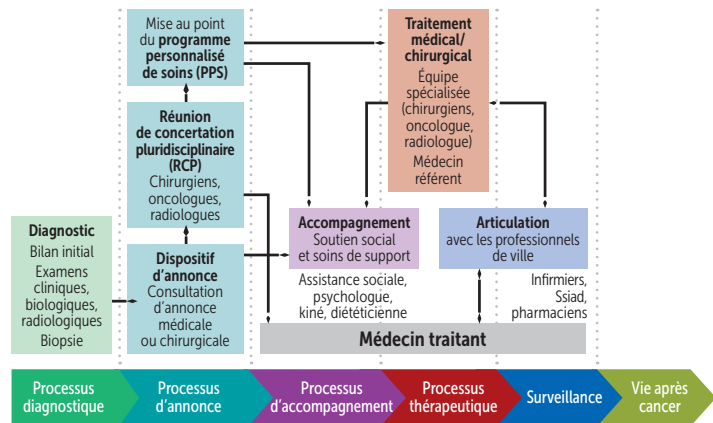 Mise au point
du programme
personnalisé
de soins (PPS)
Réunion
de concertation
pluridisciplinaire
(RCP)
Chirurgiens,
oncologues,
radiologues
Diagnostic
Bilan initial
Examens
cliniques,
biologiques,
radiologiques
Biopsie
Dispositif
d'annonce
Consultation
d'annonce
médicale
ou chirurgicale
Traitement
médical/
chirurgical
Équipe
spécialisée
(chirurgiens,
oncologue,
radiologue)
Médecin
référent
Accompagnement
Soutien social
et soins de support
Assistance sociale,
psychologue,
kiné, diététicienne
Articulation
avec les professionnels
de ville
Infirmiers,
Ssiad,
pharmaciens
Médecin traitant
Processus
diagnostique
Processus
d'annonce
Processus
d'accompagnement
Processus
thérapeutique
Surveillance
Vie après
cancer